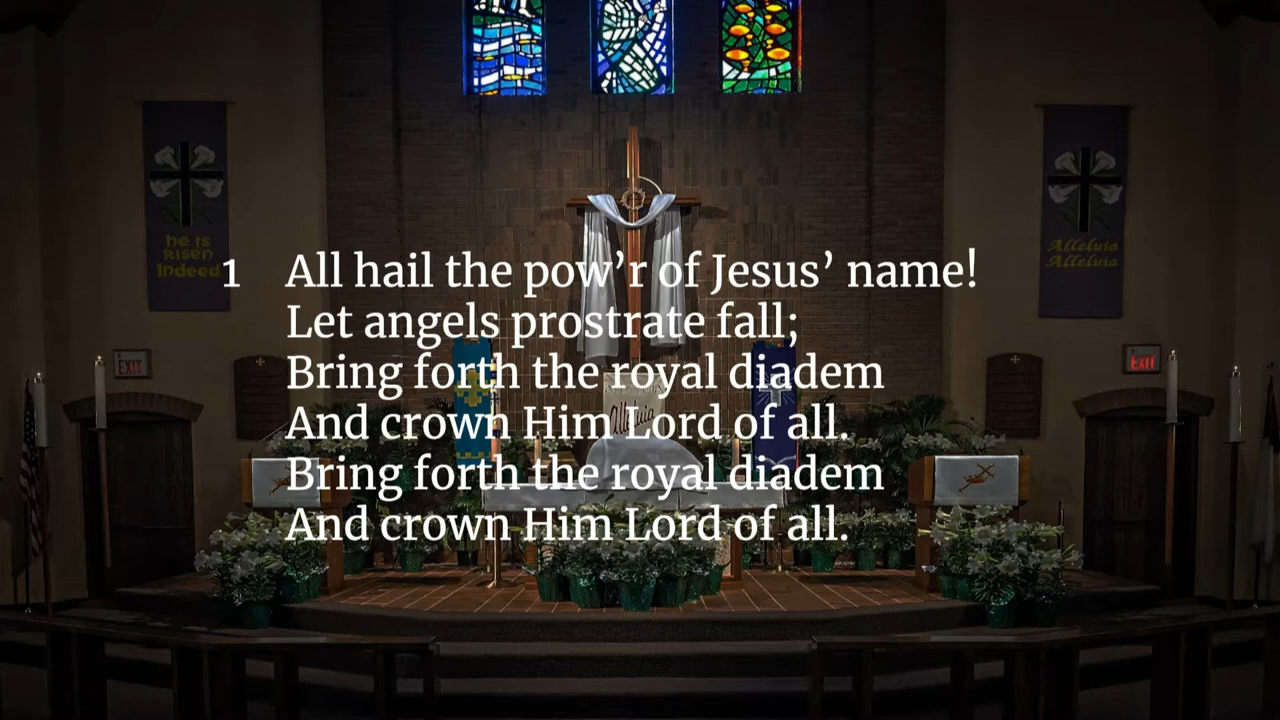 he is
Risen
Indeed
Alleluia
Alleluia
EXIT
EXIT
Alleluia
1 All hail the pow’r of Jesus’ name!
Let angels prostrate fall;
Bring forth the royal diadem
And crown Him Lord of all.
Bring forth the royal diadem
And crown Him Lord of all.